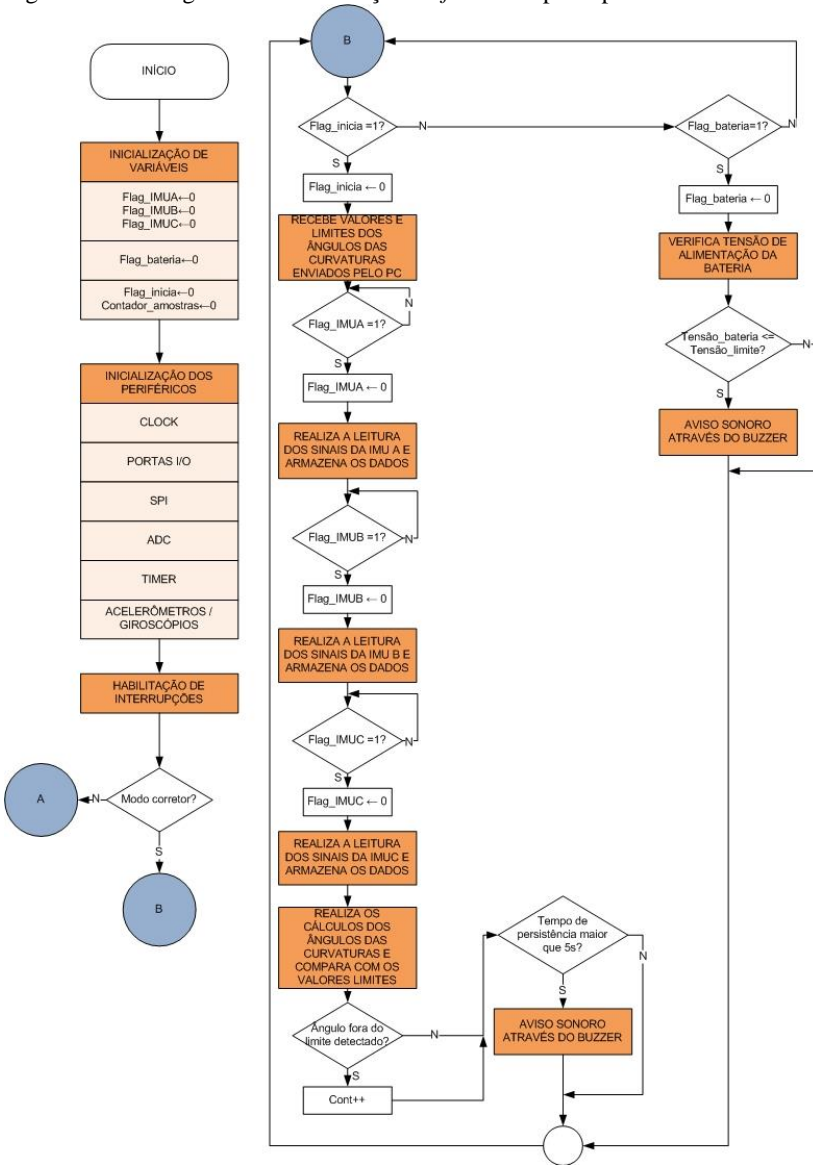 INÍCIO
INICIALIZAÇÃO DE
VARIÁVEIS
Flag_IMUA←0
Flag_IMUB←0
Flag_IMUC←0
Flag_bateria←0
Flag_inicia←0
Contador_amostras←0
INICIALIZAÇÃO DOS
PERIFÉRICOS
CLOCK
PORTAS I/O
SPI
ADC
TIMER
ACELERÔMETROS /
GIROSCÓPIOS
HABILITAÇÃO DE
INTERRUPÇÕES
Modo corretor?
N
A
S
B
B
Flag_inicia =1?
N
S
Flag_inicia ← 0
RECEBE VALORES E
LIMITES DOS
ÂNGULOS DAS
CURVATURAS
ENVIADOS PELO PC
Flag_IMUA =1?
N
S
Flag_IMUA ← 0
REALIZA A LEITURA
DOS SINAIS DA IMU A E
ARMAZENA OS DADOS
Flag_IMUB =1?
N
S
Flag_IMUB ← 0
REALIZA A LEITURA
DOS SINAIS DA IMU B E
ARMAZENA OS DADOS
Flag_IMUC =1?
N
S
Flag_IMUC ← 0
REALIZA A LEITURA
DOS SINAIS DA IMUC E
ARMAZENA OS DADOS
REALIZA OS
CÁLCULOS DOS
ÂNGULOS DAS
CURVATURAS E
COMPARA COM OS
VALORES LIMITES
Ângulo fora do
limite detectado?
N
S
Cont++
Tempo de
persistência maior
que 5s?
N
S
AVISO SONORO
ATRAVÉS DO BUZZER
Flag_bateria=1?
N
S
Flag_bateria ← 0
VERIFICA TENSÃO DE
ALIMENTAÇÃO DA
BATERIA
Tensão_bateria <=
Tensão_limite?
N
S
AVISO SONORO
ATRAVÉS DO BUZZER